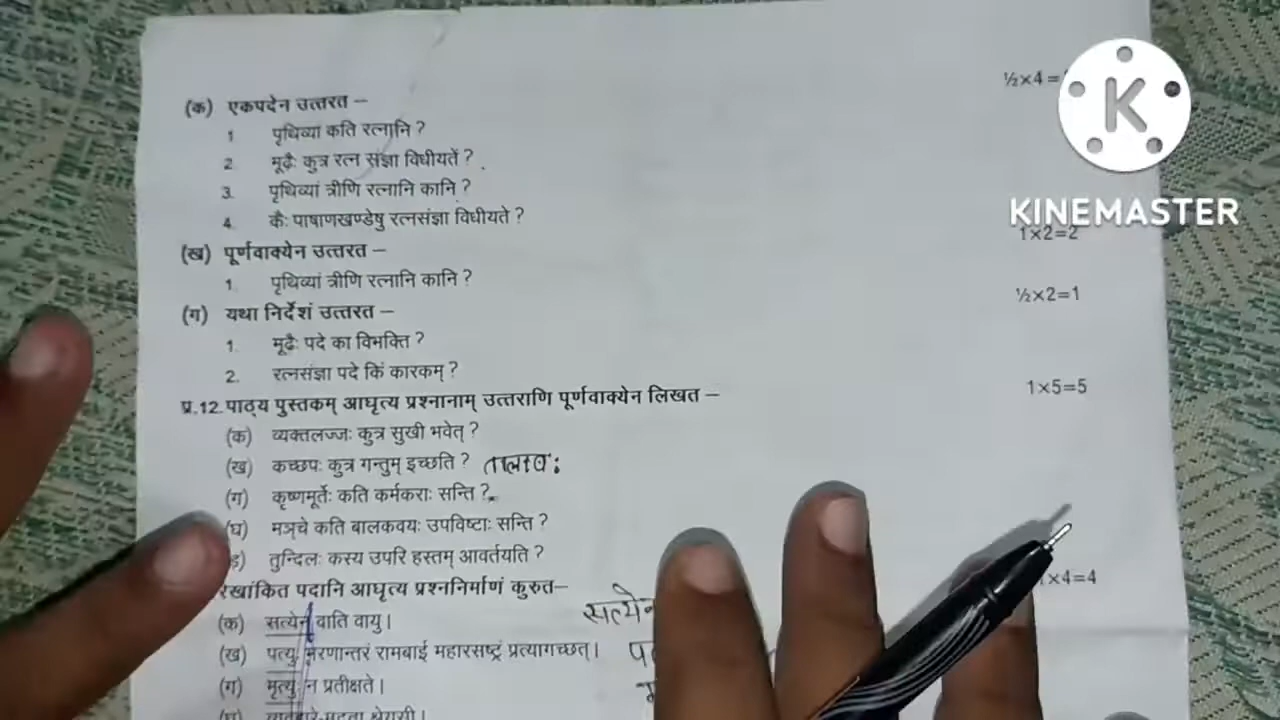 ½×4=
(क) एकपदेन उत्तरत –
1 पृथिव्या कति रत्नानि ?
2. मूढैः कुत्र रत्न संज्ञा विधीयतें ?
3. पृथिव्यां त्रीणि रत्नानि कानि ?
4. कैः पाषाणखण्डेषु रत्नसंज्ञा विधीयते ?
KINEMASTER
(ख) पूर्णवाक्येन उत्तरत – 1×2=2
1. पृथिव्यां त्रीणि रत्नानि कानि ?
(ग) यथा निर्देशं उत्तरत – ½×2=1
1. मूढैः पदे का विभक्ति ?
2. रत्नसंज्ञा पदे किं कारकम् ?
प्र.12. पाठ्य पुस्तकम् आघृत्य प्रश्नानाम् उत्तराणि पूर्णवाक्येन लिखत – 1×5=5
(क) व्यक्तलज्जः कुत्र सुखी भवेत् ?
(ख) कच्छपः कुत्र गन्तुम् इच्छति ? तालाबः
(ग) कृष्णमूर्तेः कति कर्मकराः सन्ति ?
(घ) मञ्चे कति बालकवयः उपविष्टाः सन्ति ?
ङ) तुन्दिलः कस्य उपरि हस्तम् आवर्तयति ?
रेखांकित पदानि आघृत्य प्रश्ननिर्माणं कुरुत– ×4=4
(क) सत्येन वाति वायु। सत्येन
(ख) पत्युः मरणान्तरं रामबाई महारसष्ट्रं प्रत्यागच्छत्।
(ग) मृत्युः न प्रतीक्षते।